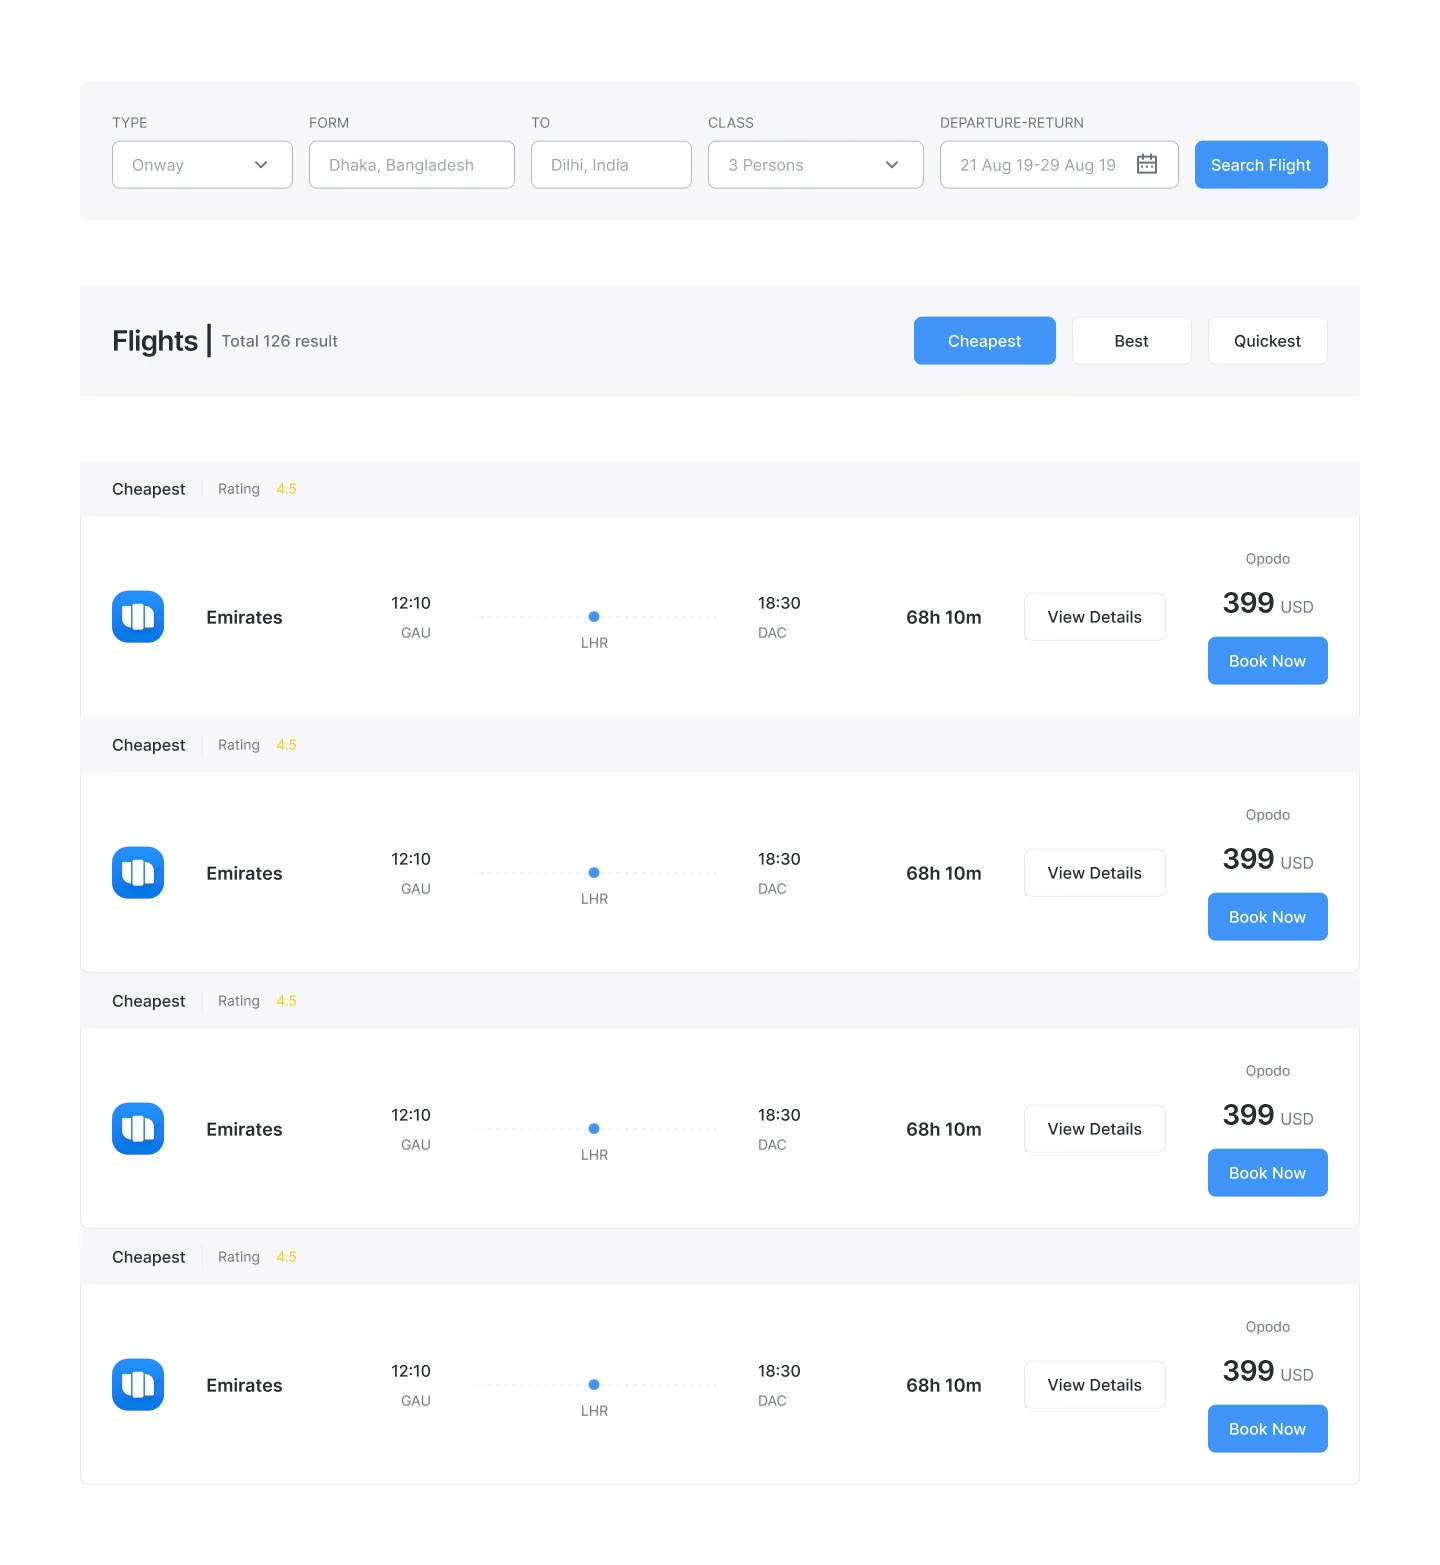 TYPE FORM TO CLASS DEPARTURE-RETURN
Onway Dhaka, Bangladesh Dilhi, India 3 Persons 21 Aug 19-29 Aug 19 Search Flight
Flights | Total 126 result Cheapest Best Quickest
Cheapest Rating 4.5
Opodo
12:10 18:30 399 USD
Emirates 68h 10m View Details
GAU LHR DAC
Book Now
Cheapest Rating 4.5
Opodo
12:10 18:30 399 USD
Emirates 68h 10m View Details
GAU LHR DAC
Book Now
Cheapest Rating 4.5
Opodo
12:10 18:30 399 USD
Emirates 68h 10m View Details
GAU LHR DAC
Book Now
Cheapest Rating 4.5
Opodo
12:10 18:30 399 USD
Emirates 68h 10m View Details
GAU LHR DAC
Book Now